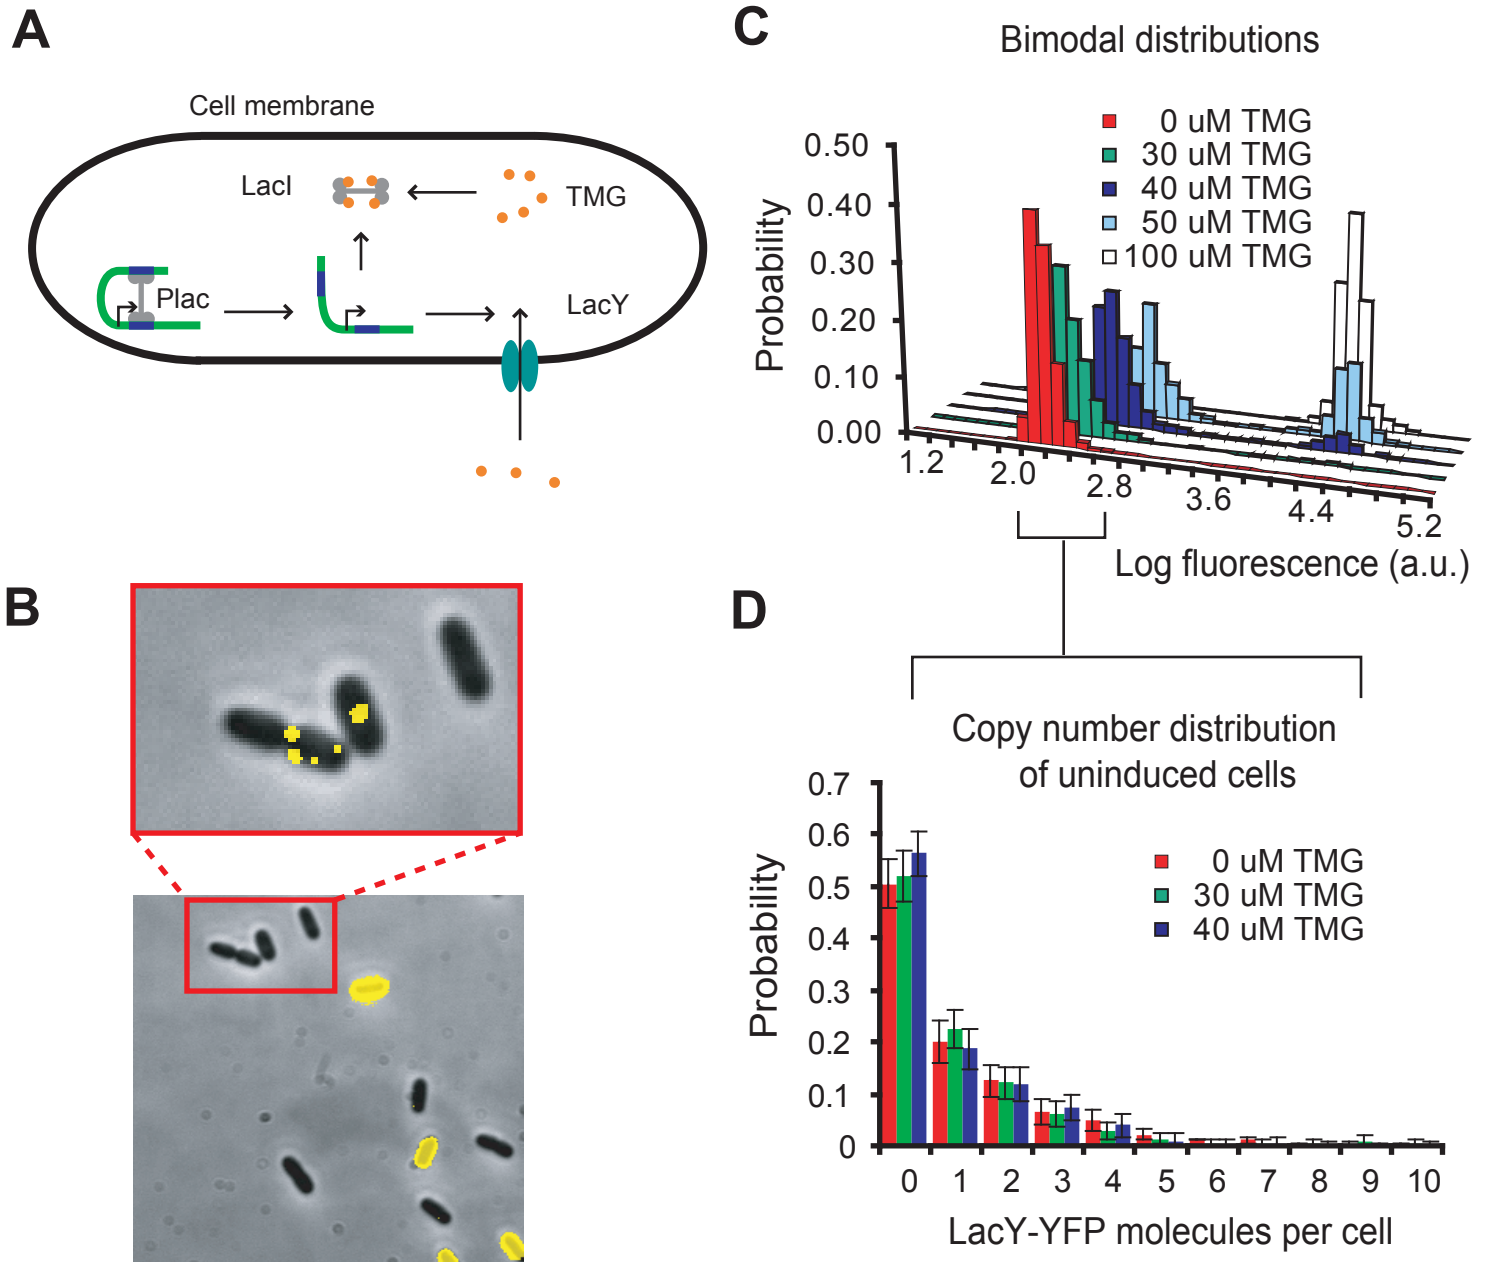 A
Cell membrane
LacI
TMG
Plac
LacY
B
C
Bimodal distributions
0 uM TMG
30 uM TMG
40 uM TMG
50 uM TMG
100 uM TMG
Probability
0.50
0.40
0.30
0.20
0.10
0.00
1.2 2.0 2.8 3.6 4.4 5.2
Log fluorescence (a.u.)
D
Copy number distribution
of uninduced cells
0 uM TMG
30 uM TMG
40 uM TMG
Probability
0.7
0.6
0.5
0.4
0.3
0.2
0.1
0
0 1 2 3 4 5 6 7 8 9 10
LacY-YFP molecules per cell